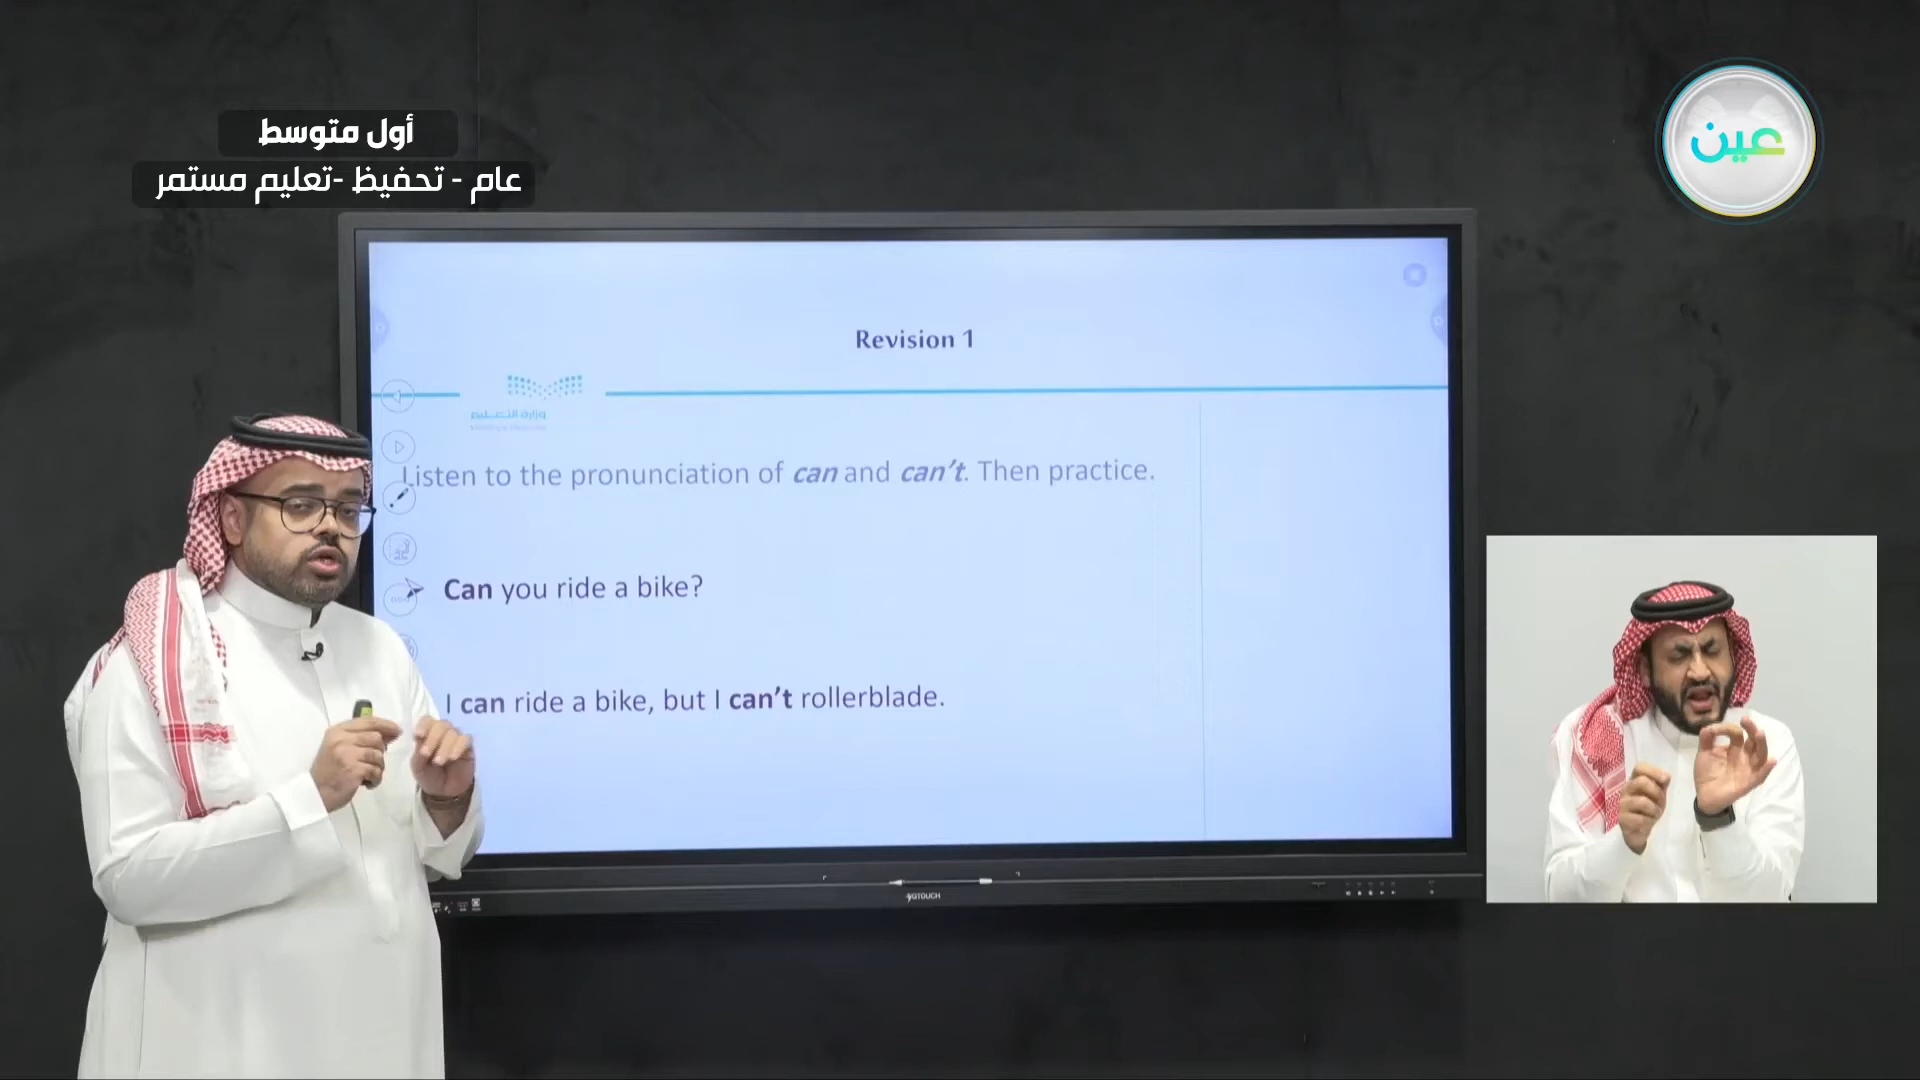 أول متوسط
عام - تحفيظ -تعليم مستمر
عين
Revision 1
وزارة التعليم
Listen to the pronunciation of can and can't. Then practice.
Can you ride a bike?
I can ride a bike, but I can't rollerblade.
QTOUCH